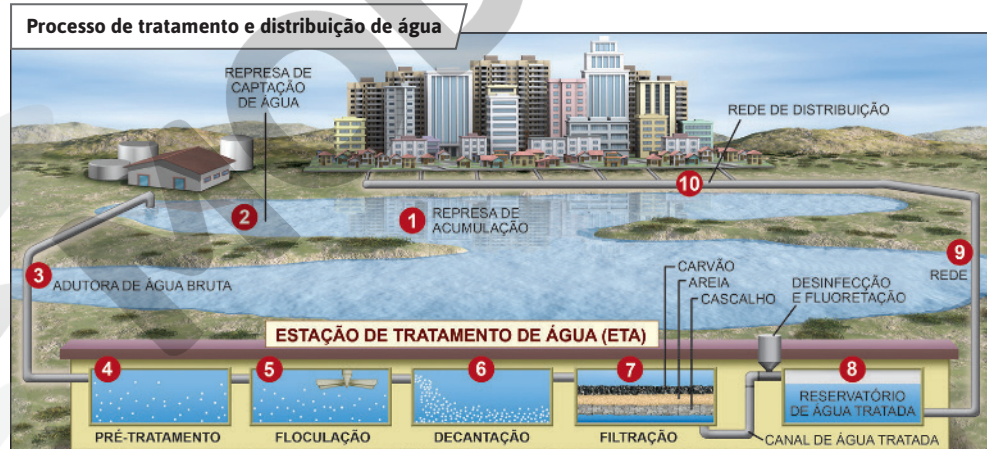 Processo de tratamento e distribuição de água
REPRESA DE
CAPTAÇÃO
DE ÁGUA
REDE DE DISTRIBUIÇÃO
10
2
1
REPRESA DE
ACUMULAÇÃO
3
ADUTORA DE ÁGUA BRUTA
9
REDE
CARVÃO
AREIA
CASCALHO
DESINFECÇÃO
E FLUORETAÇÃO
ESTAÇÃO DE TRATAMENTO DE ÁGUA (ETA)
4
5
6
7
8
RESERVATÓRIO
DE ÁGUA TRATADA
PRÉ-TRATAMENTO
FLOCULAÇÃO
DECANTAÇÃO
FILTRAÇÃO
CANAL DE ÁGUA TRATADA